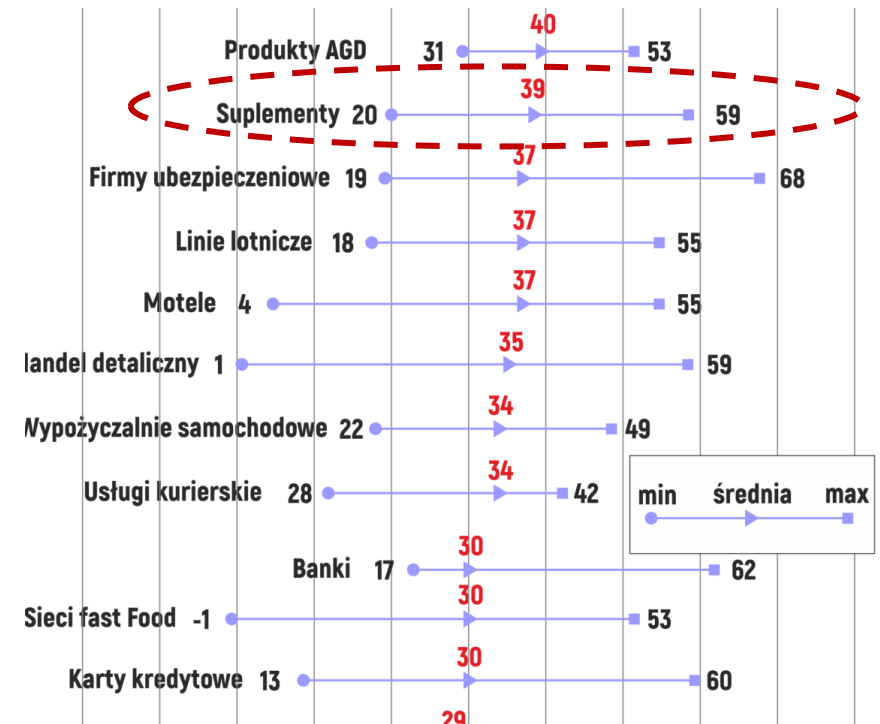 40
Produkty AGD 31 53
39
Suplementy 20 59
37
Firmy ubezpieczeniowe 19 68
37
Linie lotnicze 18 55
37
Motele 4 55
35
andel detaliczny 1 59
34
Wypożyczalnie samochodowe 22 49
34
Usługi kurierskie 28 42
min średnia max
30
Banki 17 62
30
Sieci fast Food -1 53
30
Karty kredytowe 13 60
29